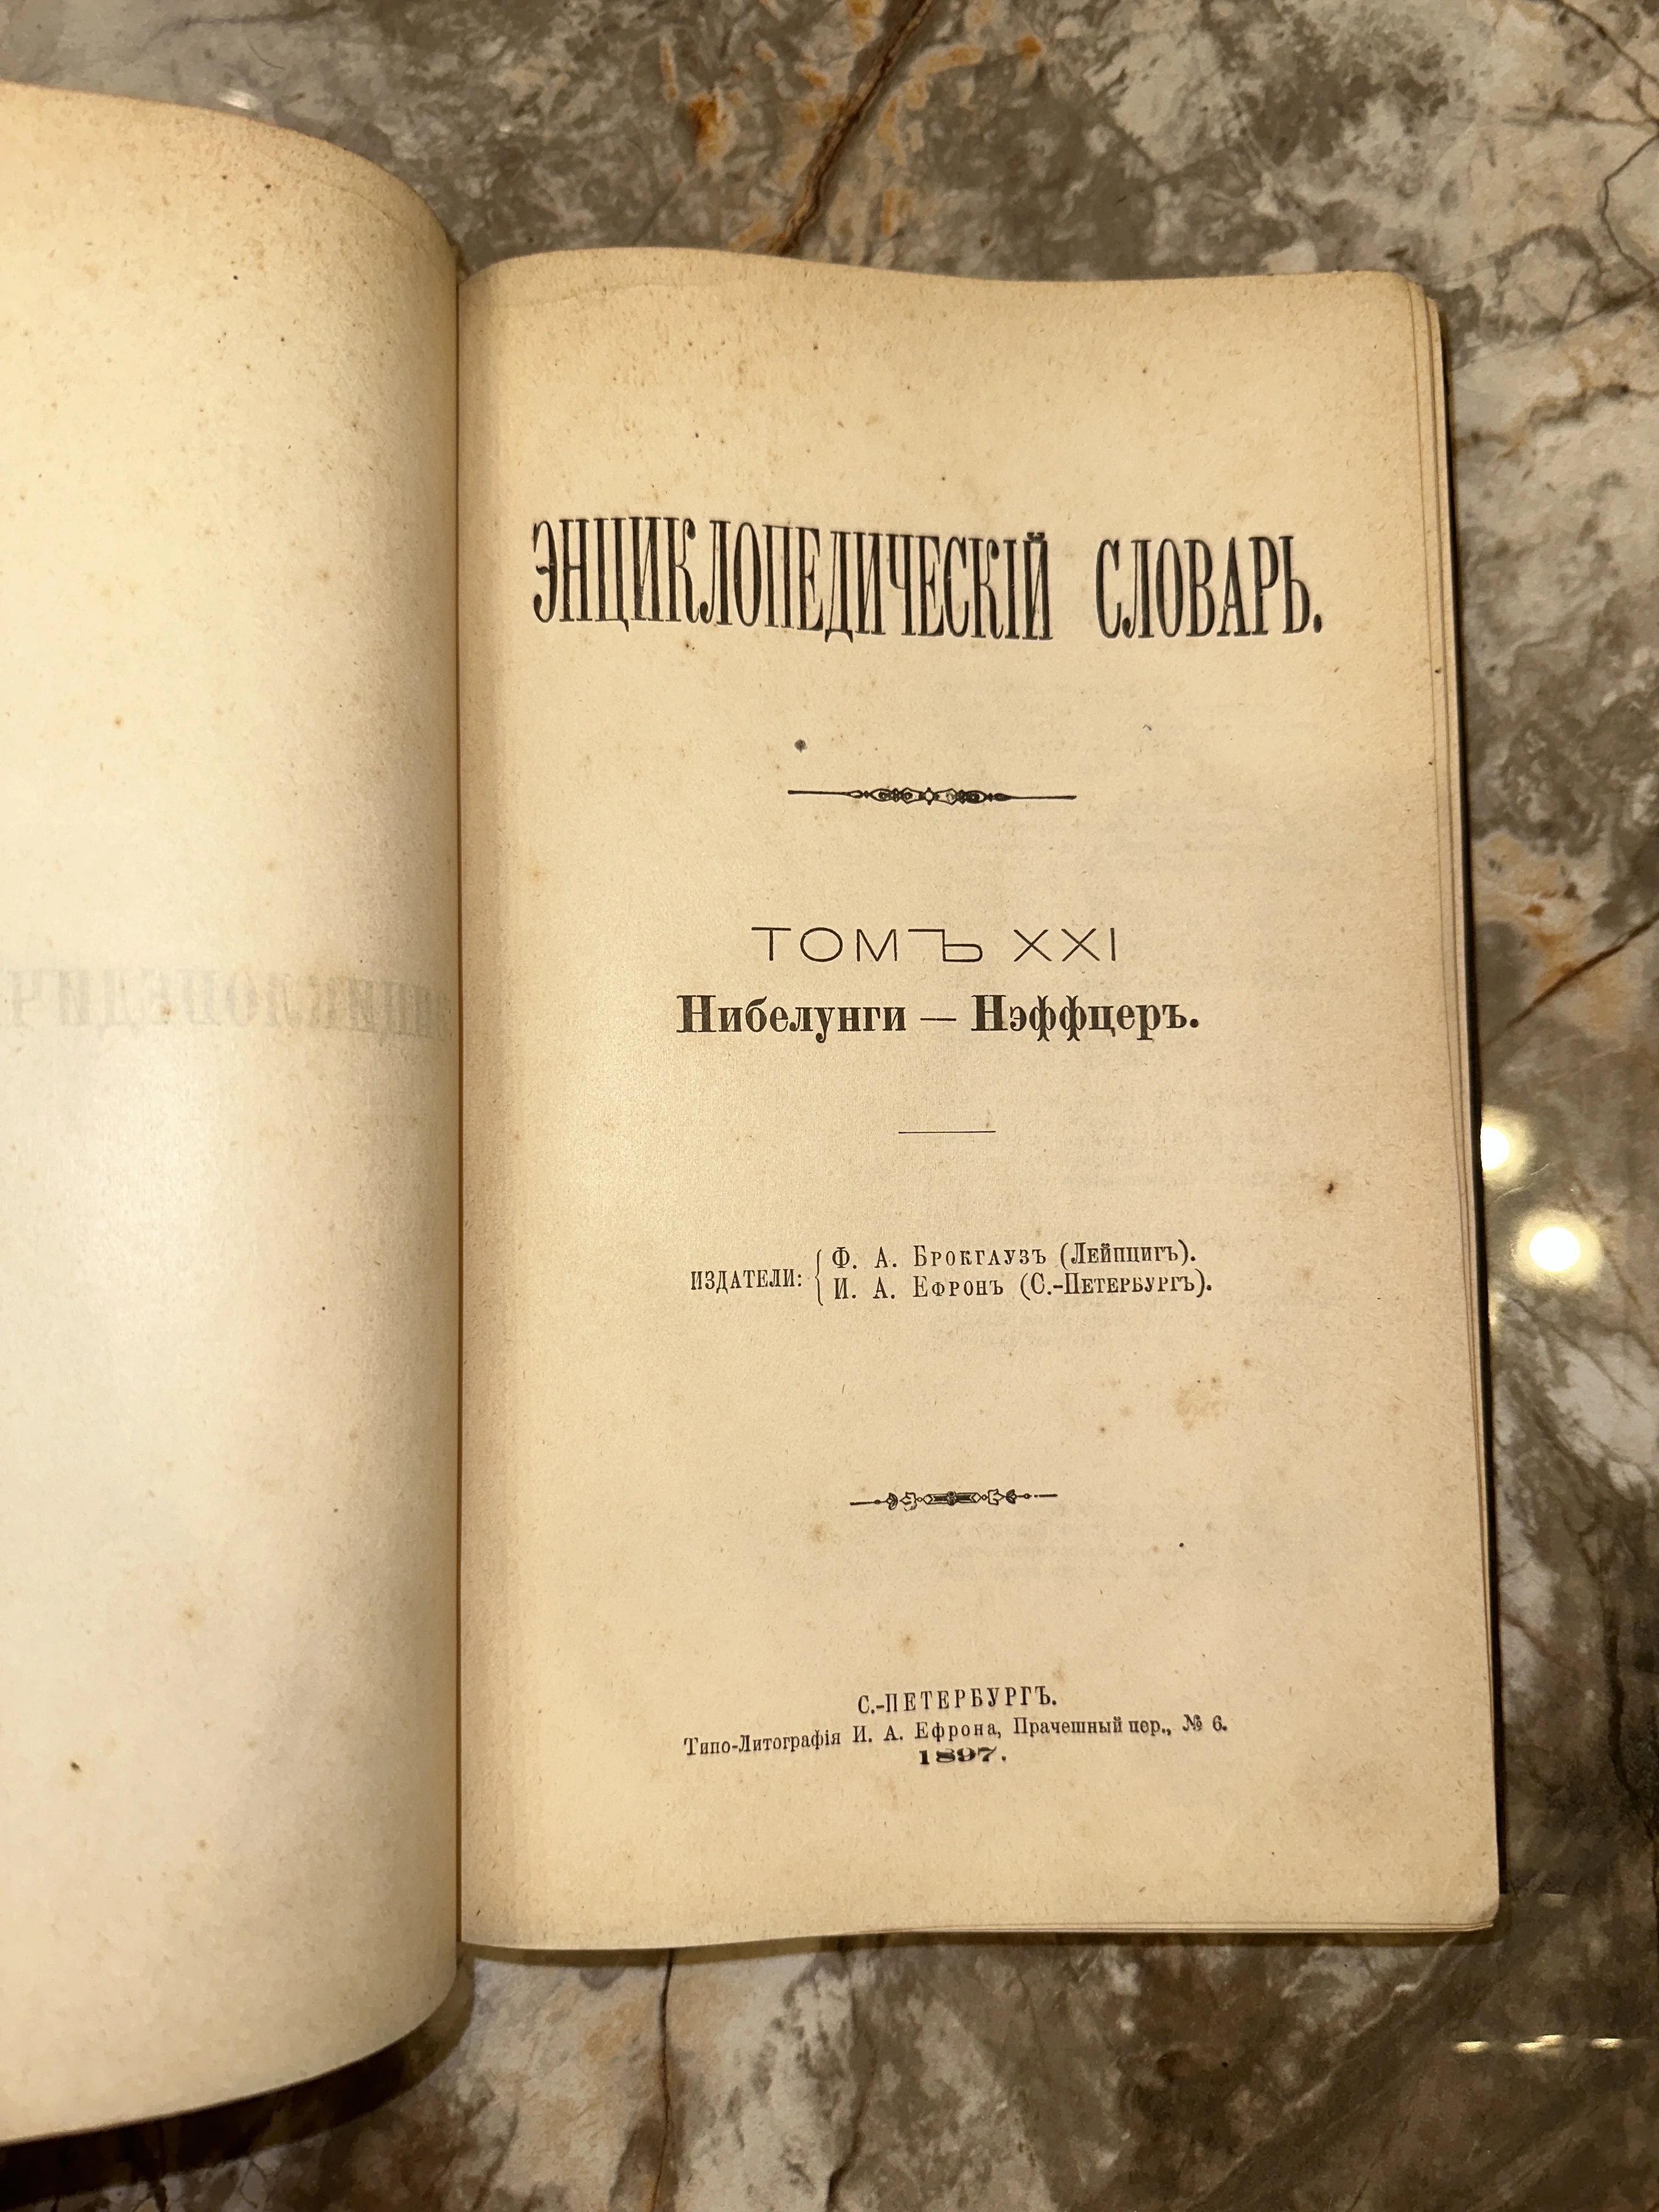 ЭНЦИКЛОПЕДИЧЕСКІЙ СЛОВАРЬ.
ТОМЪ XXI
Нибелунги — Нэффцеръ.
ИЗДАТЕЛИ: { Ф. А. Брокгаузъ (Лейпцигъ).
И. А. Ефронъ (С.-Петербургъ).
С.-ПЕТЕРБУРГЪ.
Типо-Литографія И. А. Ефрона, Прачешный пер., № 6.
1897.